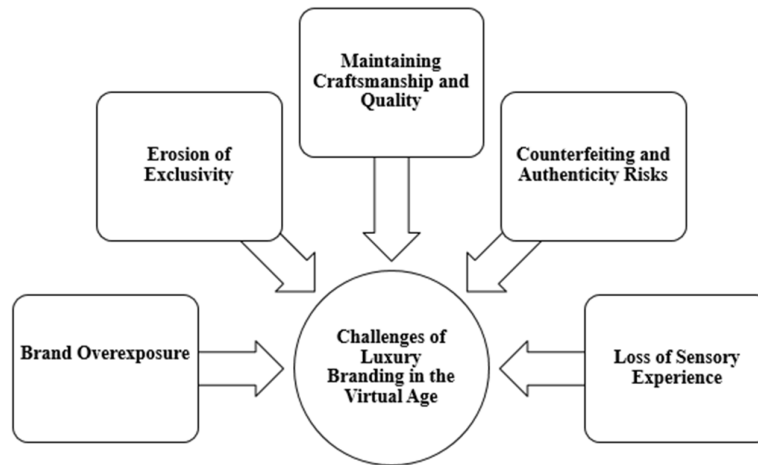 Maintaining
Craftsmanship and
Quality
Erosion of
Exclusivity
Counterfeiting and
Authenticity Risks
Brand Overexposure
Challenges of
Luxury
Branding in the
Virtual Age
Loss of Sensory
Experience